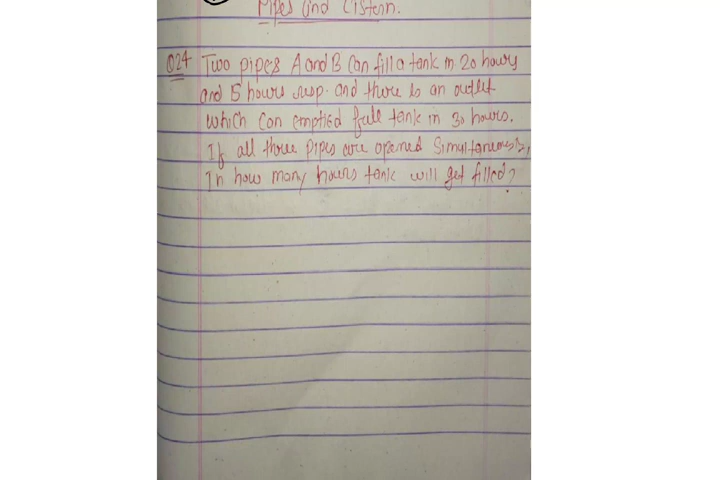 Pipes and Cistern.
Q24 Two pipes A and B can fill a tank in 20 hours
and 5 hours resp. and there is an outlet
which can emptied full tank in 30 hours.
If all three pipes are opened simultaneously,
In how many hours tank will get filled?